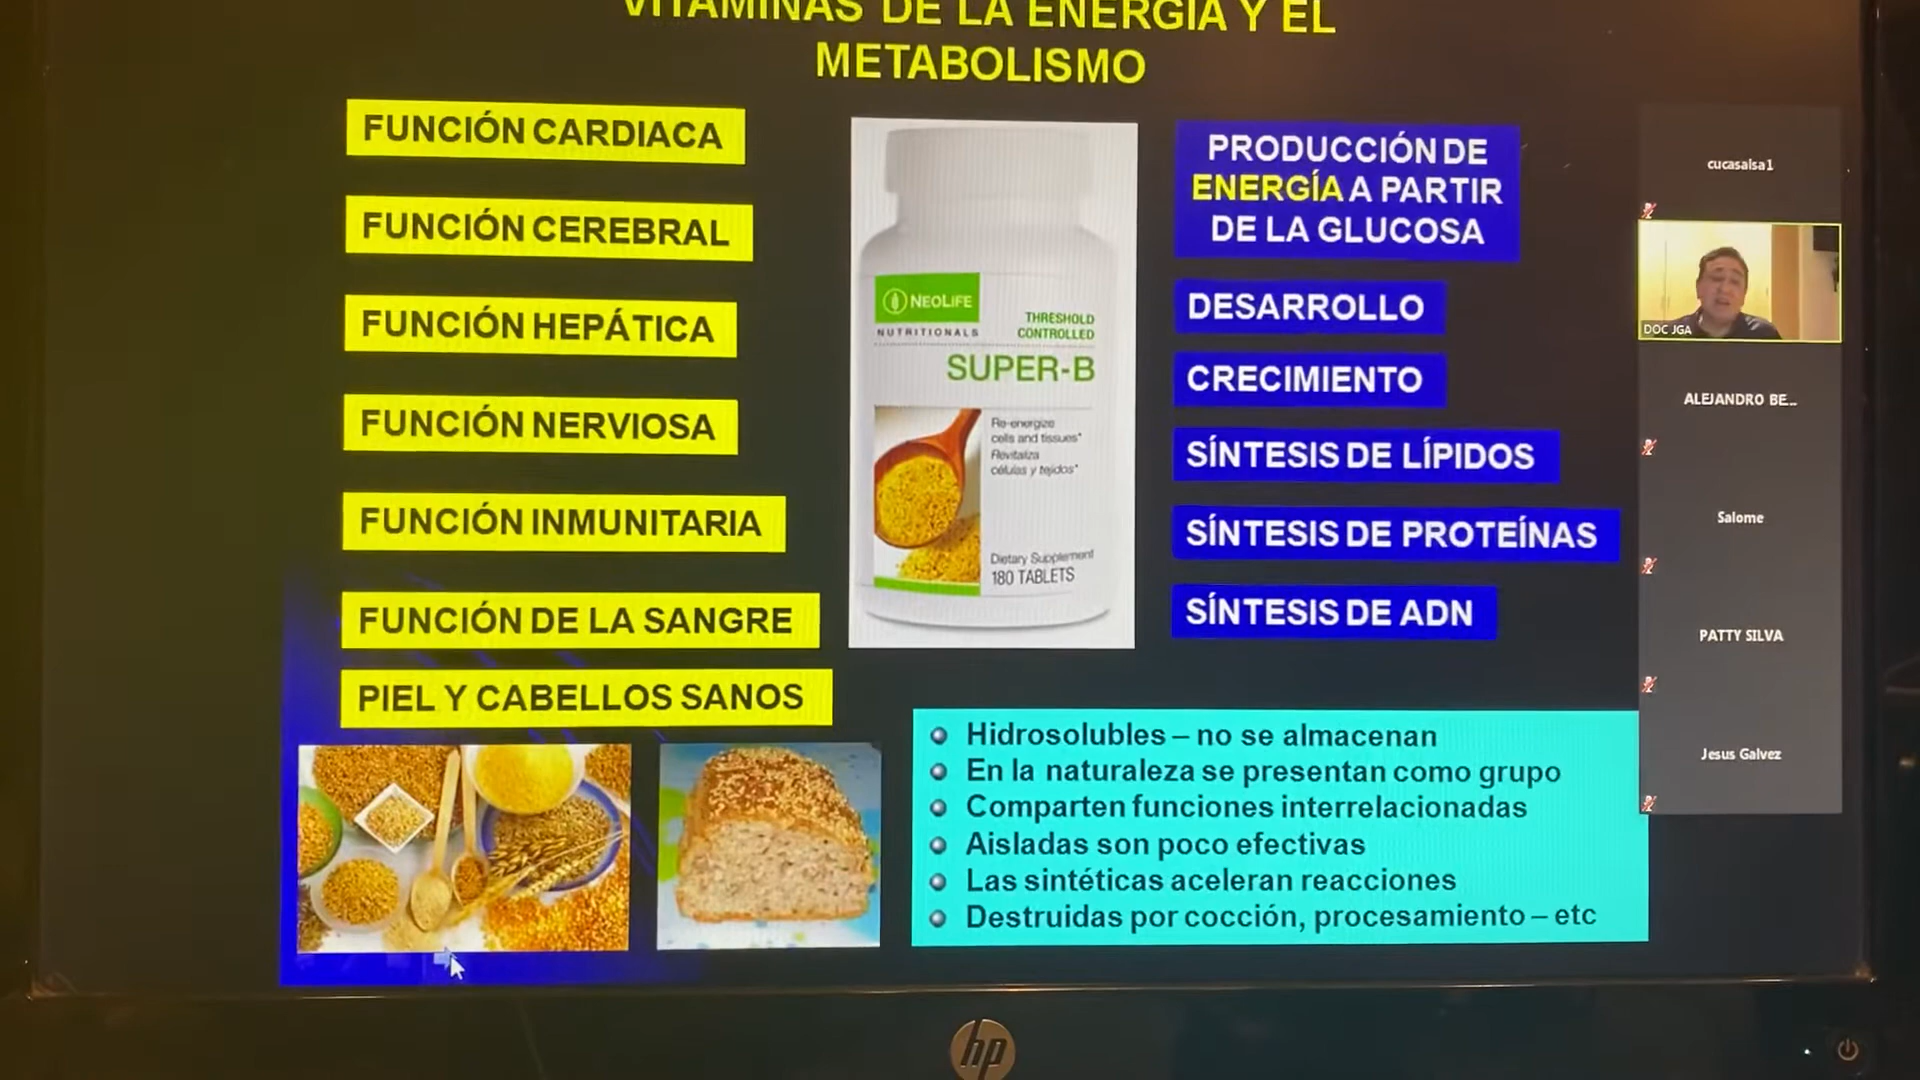 VITAMINAS DE LA ENERGÍA Y EL
METABOLISMO
FUNCIÓN CARDIACA
FUNCIÓN CEREBRAL
FUNCIÓN HEPÁTICA
FUNCIÓN NERVIOSA
FUNCIÓN INMUNITARIA
FUNCIÓN DE LA SANGRE
PIEL Y CABELLOS SANOS
NEOLIFE
NUTRITIONALS
THRESHOLD
CONTROLLED
SUPER-B
Re-energize
cells and tissues*
Revitaliza
células y tejidos*
Dietary Supplement
180 TABLETS
PRODUCCIÓN DE
ENERGÍA A PARTIR
DE LA GLUCOSA
DESARROLLO
CRECIMIENTO
SÍNTESIS DE LÍPIDOS
SÍNTESIS DE PROTEÍNAS
SÍNTESIS DE ADN
Hidrosolubles – no se almacenan
En la naturaleza se presentan como grupo
Comparten funciones interrelacionadas
Aisladas son poco efectivas
Las sintéticas aceleran reacciones
Destruidas por cocción, procesamiento – etc
cucasalsa1
DOC JGA
ALEJANDRO BE...
Salome
PATTY SILVA
Jesus Galvez
hp